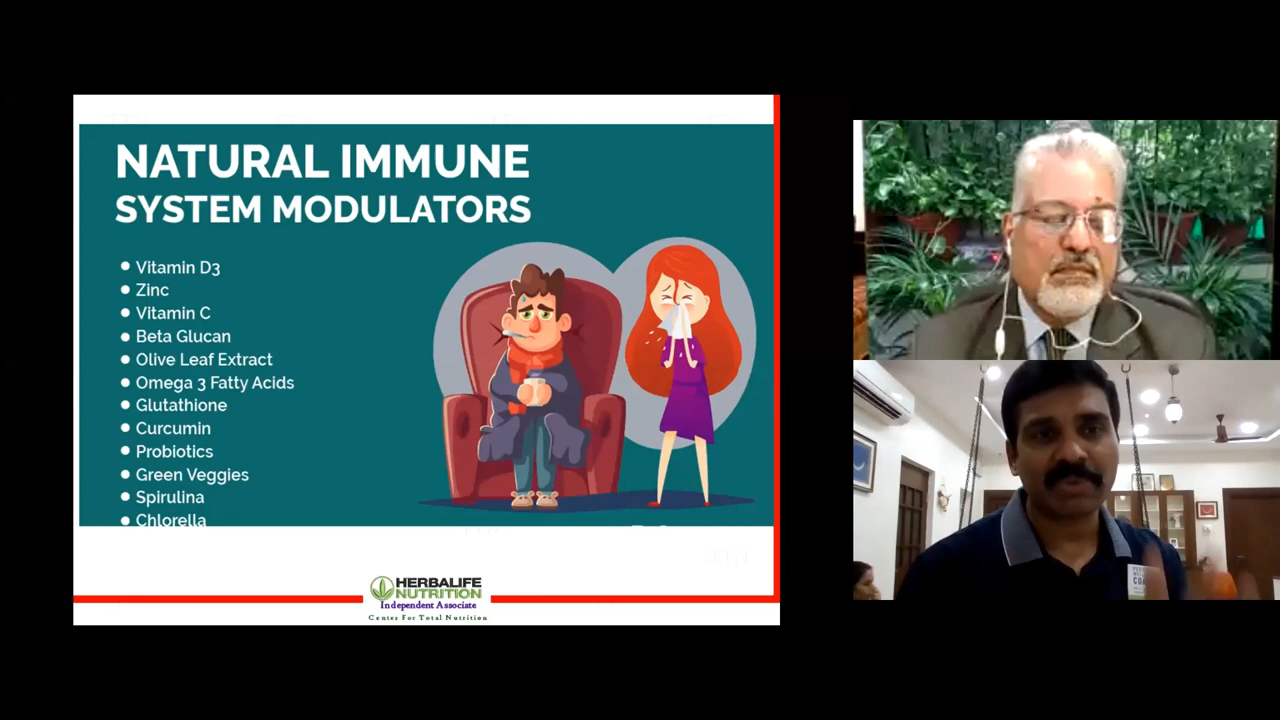 NATURAL IMMUNE
SYSTEM MODULATORS
Vitamin D3
Zinc
Vitamin C
Beta Glucan
Olive Leaf Extract
Omega 3 Fatty Acids
Glutathione
Curcumin
Probiotics
Green Veggies
Spirulina
Chlorella
HERBALIFE
NUTRITION
Independent Associate
Center For Total Nutrition